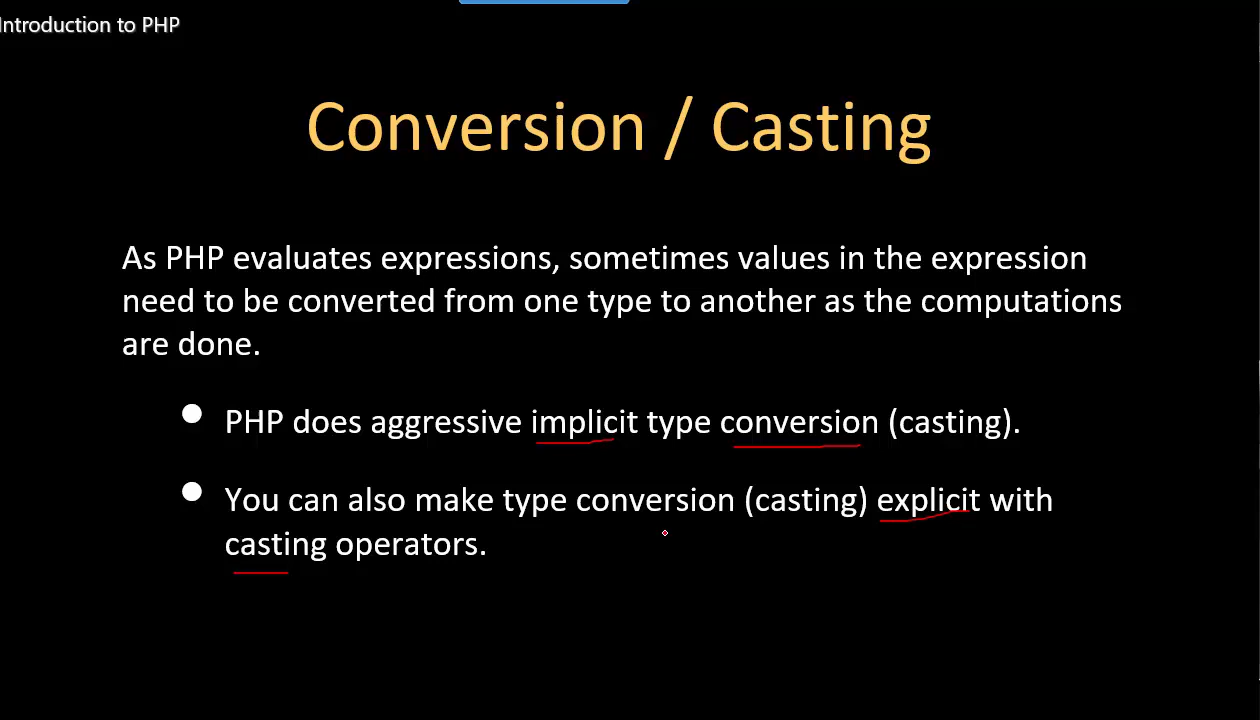 Introduction to PHP
Conversion / Casting
As PHP evaluates expressions, sometimes values in the expression
need to be converted from one type to another as the computations
are done.
● PHP does aggressive implicit type conversion (casting).
● You can also make type conversion (casting) explicit with
casting operators.